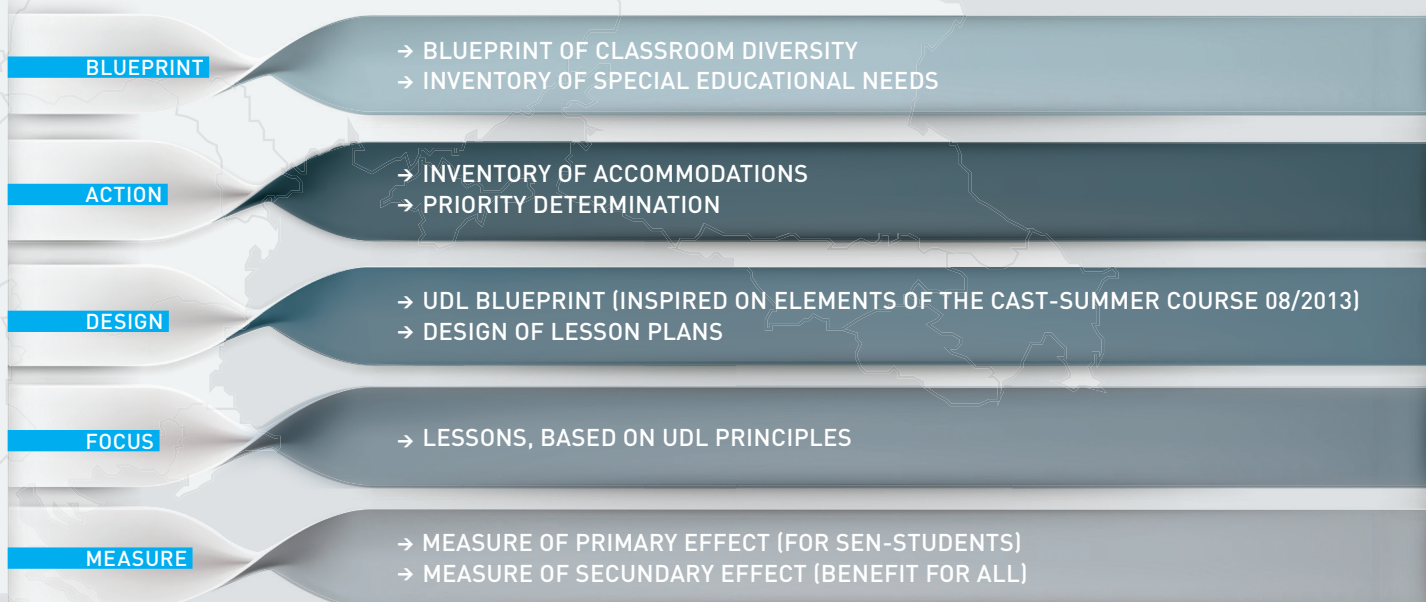 BLUEPRINT
→ BLUEPRINT OF CLASSROOM DIVERSITY
→ INVENTORY OF SPECIAL EDUCATIONAL NEEDS
ACTION
→ INVENTORY OF ACCOMMODATIONS
→ PRIORITY DETERMINATION
DESIGN
→ UDL BLUEPRINT (INSPIRED ON ELEMENTS OF THE CAST-SUMMER COURSE 08/2013)
→ DESIGN OF LESSON PLANS
FOCUS
→ LESSONS, BASED ON UDL PRINCIPLES
MEASURE
→ MEASURE OF PRIMARY EFFECT (FOR SEN-STUDENTS)
→ MEASURE OF SECUNDARY EFFECT (BENEFIT FOR ALL)